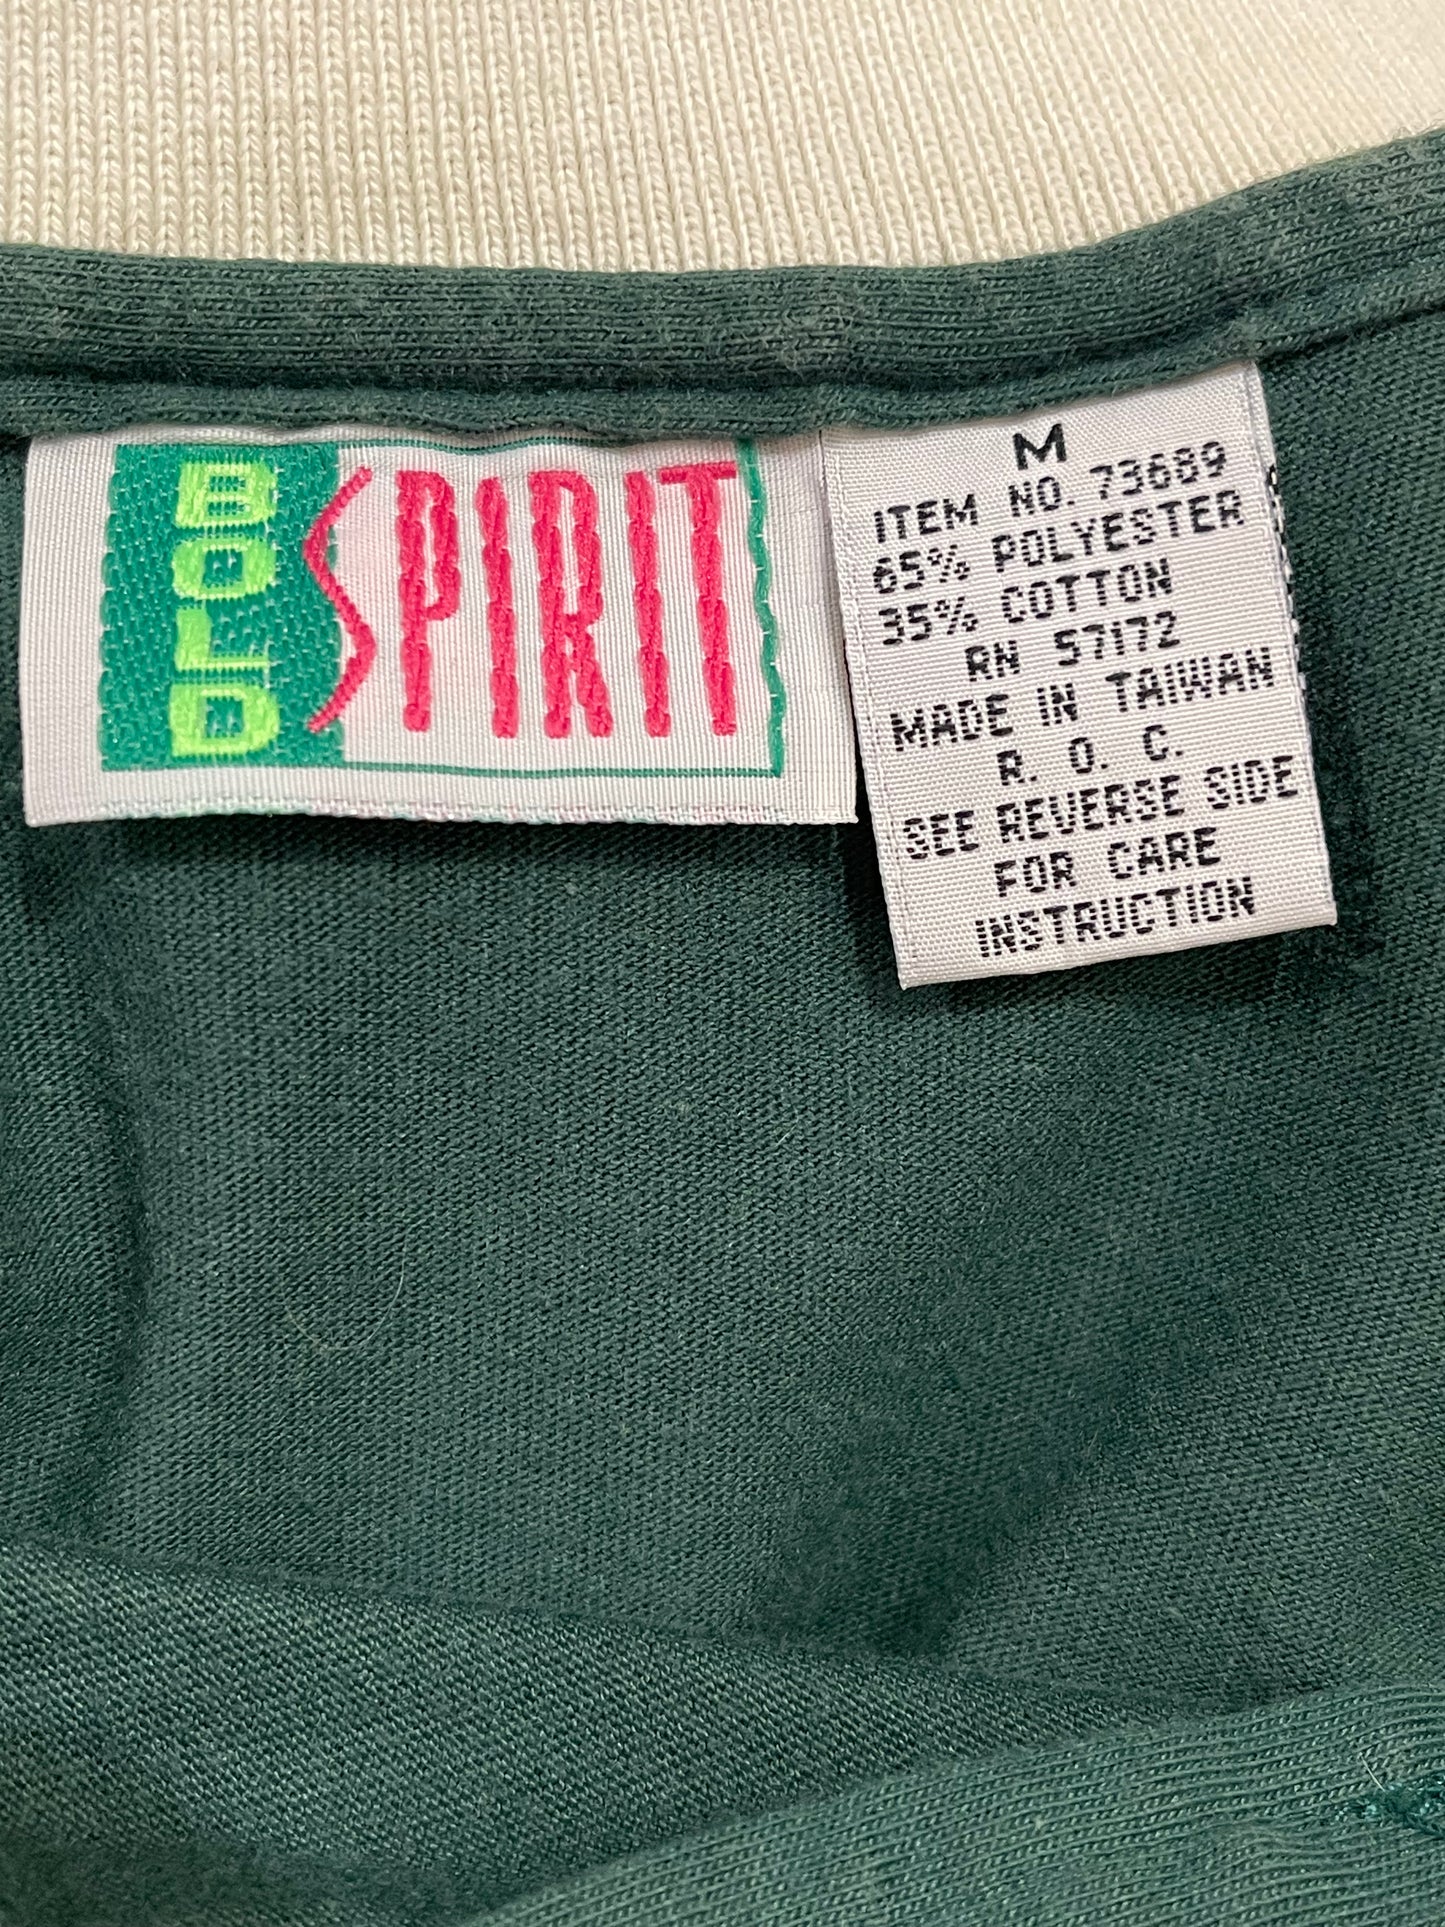 BOLD
SPIRIT
M
ITEM NO. 73689
65% POLYESTER
35% COTTON
RN 57172
MADE IN TAIWAN
R. O. C.
SEE REVERSE SIDE
FOR CARE
INSTRUCTION